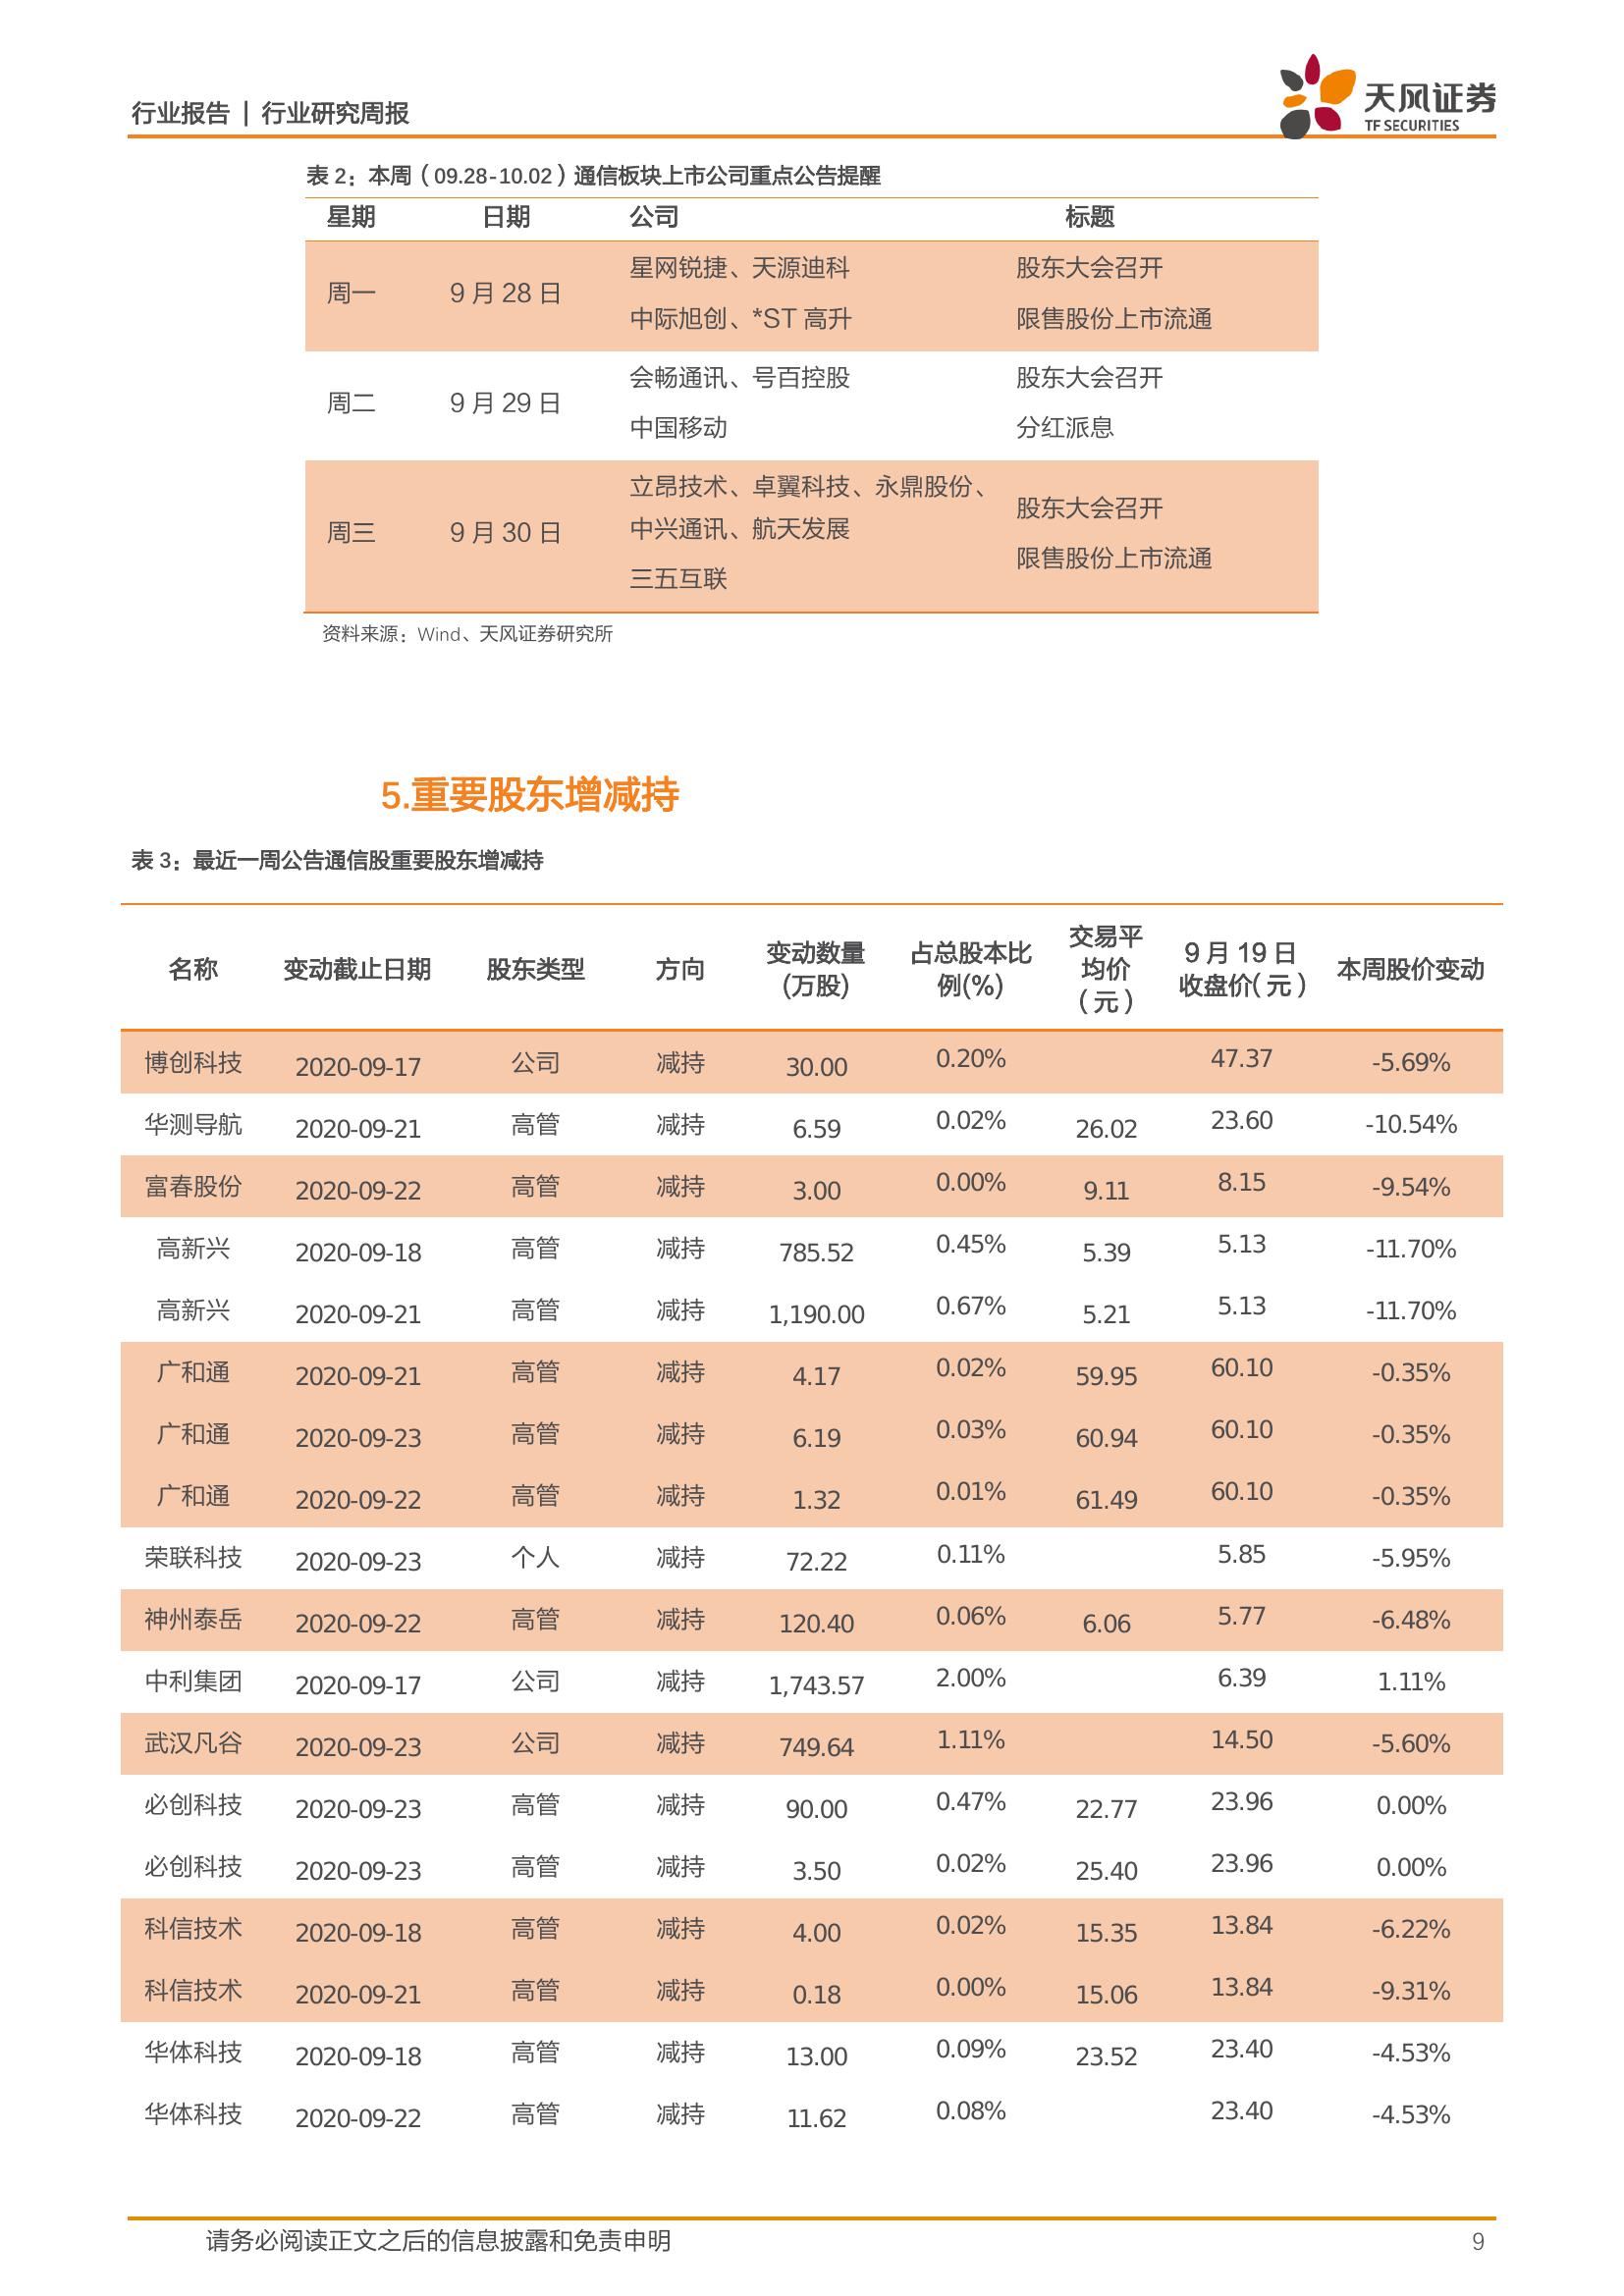 行业报告 | 行业研究周报
天风证券
TF SECURITIES
表 2：本周（09.28-10.02）通信板块上市公司重点公告提醒
星期 日期 公司 标题
周一 9 月 28 日
星网锐捷、天源迪科 股东大会召开
中际旭创、*ST 高升 限售股份上市流通
周二 9 月 29 日
会畅通讯、号百控股 股东大会召开
中国移动 分红派息
周三 9 月 30 日
立昂技术、卓翼科技、永鼎股份、
中兴通讯、航天发展
三五互联
股东大会召开
限售股份上市流通
资料来源：Wind、天风证券研究所
5.重要股东增减持
表 3：最近一周公告通信股重要股东增减持
名称 变动截止日期 股东类型 方向 变动数量(万股) 占总股本比例(%) 交易平均价（元） 9 月 19 日收盘价(元) 本周股价变动
博创科技 2020-09-17 公司 减持 30.00 0.20% 47.37 -5.69%
华测导航 2020-09-21 高管 减持 6.59 0.02% 26.02 23.60 -10.54%
富春股份 2020-09-22 高管 减持 3.00 0.00% 9.11 8.15 -9.54%
高新兴 2020-09-18 高管 减持 785.52 0.45% 5.39 5.13 -11.70%
高新兴 2020-09-21 高管 减持 1,190.00 0.67% 5.21 5.13 -11.70%
广和通 2020-09-21 高管 减持 4.17 0.02% 59.95 60.10 -0.35%
广和通 2020-09-23 高管 减持 6.19 0.03% 60.94 60.10 -0.35%
广和通 2020-09-22 高管 减持 1.32 0.01% 61.49 60.10 -0.35%
荣联科技 2020-09-23 个人 减持 72.22 0.11% 5.85 -5.95%
神州泰岳 2020-09-22 高管 减持 120.40 0.06% 6.06 5.77 -6.48%
中利集团 2020-09-17 公司 减持 1,743.57 2.00% 6.39 1.11%
武汉凡谷 2020-09-23 公司 减持 749.64 1.11% 14.50 -5.60%
必创科技 2020-09-23 高管 减持 90.00 0.47% 22.77 23.96 0.00%
必创科技 2020-09-23 高管 减持 3.50 0.02% 25.40 23.96 0.00%
科信技术 2020-09-18 高管 减持 4.00 0.02% 15.35 13.84 -6.22%
科信技术 2020-09-21 高管 减持 0.18 0.00% 15.06 13.84 -9.31%
华体科技 2020-09-18 高管 减持 13.00 0.09% 23.52 23.40 -4.53%
华体科技 2020-09-22 高管 减持 11.62 0.08% 23.40 -4.53%
请务必阅读正文之后的信息披露和免责申明 9